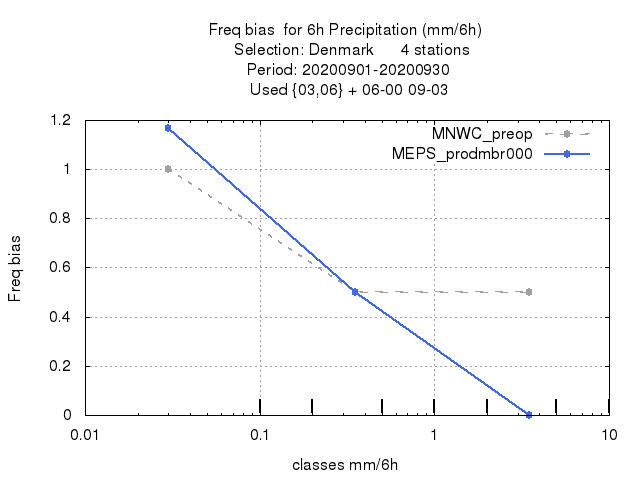 Freq bias  for 6h Precipitation (mm/6h)
Selection: Denmark      4 stations
Period: 20200901-20200930
Used {03,06} + 06-00 09-03
MNWC_preop
MEPS_prodmbr000
1.2
1
0.8
0.6
0.4
0.2
0
Freq bias
0.01 0.1 1 10
classes mm/6h